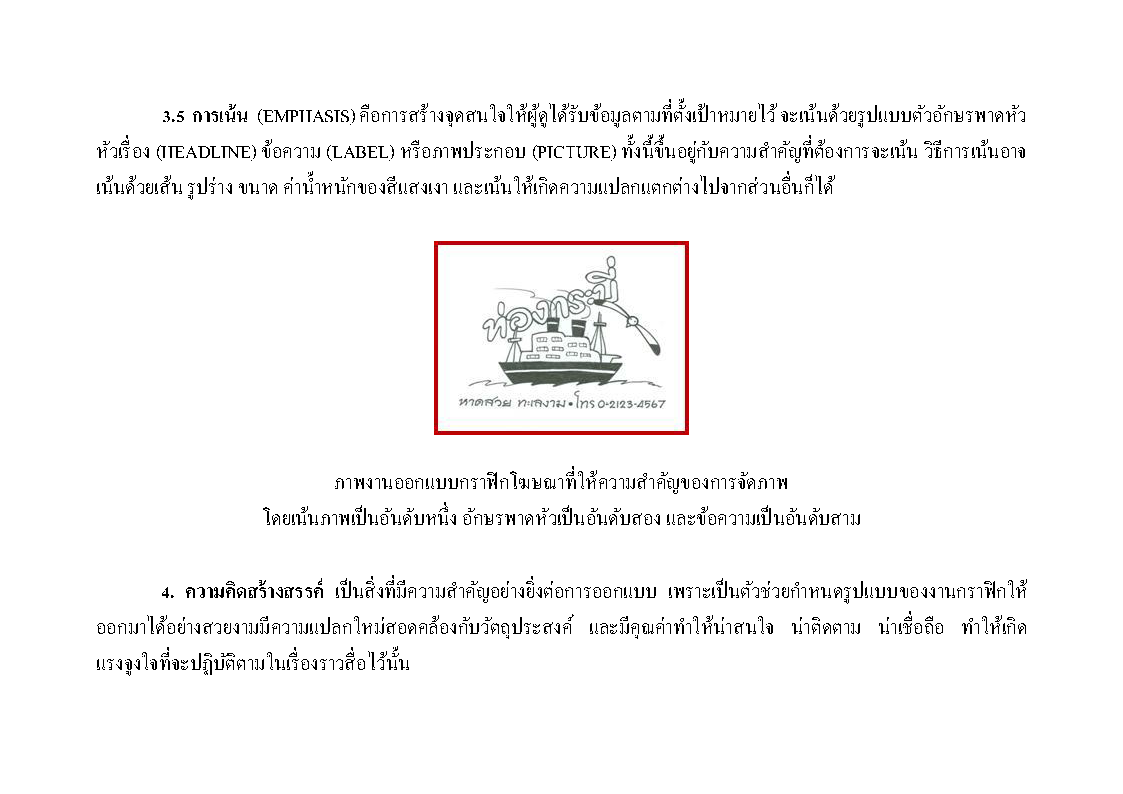 3.5 การเน้น (EMPHASIS) คือการสร้างจุดสนใจให้ผู้ดูได้รับข้อมูลตามที่ตั้งเป้าหมายไว้ จะเน้นด้วยรูปแบบตัวอักษรพาดหัว
หัวเรื่อง (HEADLINE) ข้อความ (LABEL) หรือภาพประกอบ (PICTURE) ทั้งนี้ขึ้นอยู่กับความสำคัญที่ต้องการจะเน้น วิธีการเน้นอาจ
เน้นด้วยเส้น รูปร่าง ขนาด ค่าน้ำหนักของสีแสงเงา และเน้นให้เกิดความแปลกแตกต่างไปจากส่วนอื่นก็ได้
ท่องกระบี่
หาดสวย ทะเลงาม • โทร 0-2123-4567
ภาพงานออกแบบกราฟิกโฆษณาที่ให้ความสำคัญของการจัดภาพ
โดยเน้นภาพเป็นอันดับหนึ่ง อักษรพาดหัวเป็นอันดับสอง และข้อความเป็นอันดับสาม
4. ความคิดสร้างสรรค์ เป็นสิ่งที่มีความสำคัญอย่างยิ่งต่อการออกแบบ เพราะเป็นตัวช่วยกำหนดรูปแบบของงานกราฟิกให้
ออกมาได้อย่างสวยงามมีความแปลกใหม่สอดคล้องกับวัตถุประสงค์ และมีคุณค่าทำให้น่าสนใจ น่าติดตาม น่าเชื่อถือ ทำให้เกิด
แรงจูงใจที่จะปฏิบัติตามในเรื่องราวสื่อไว้นั้น